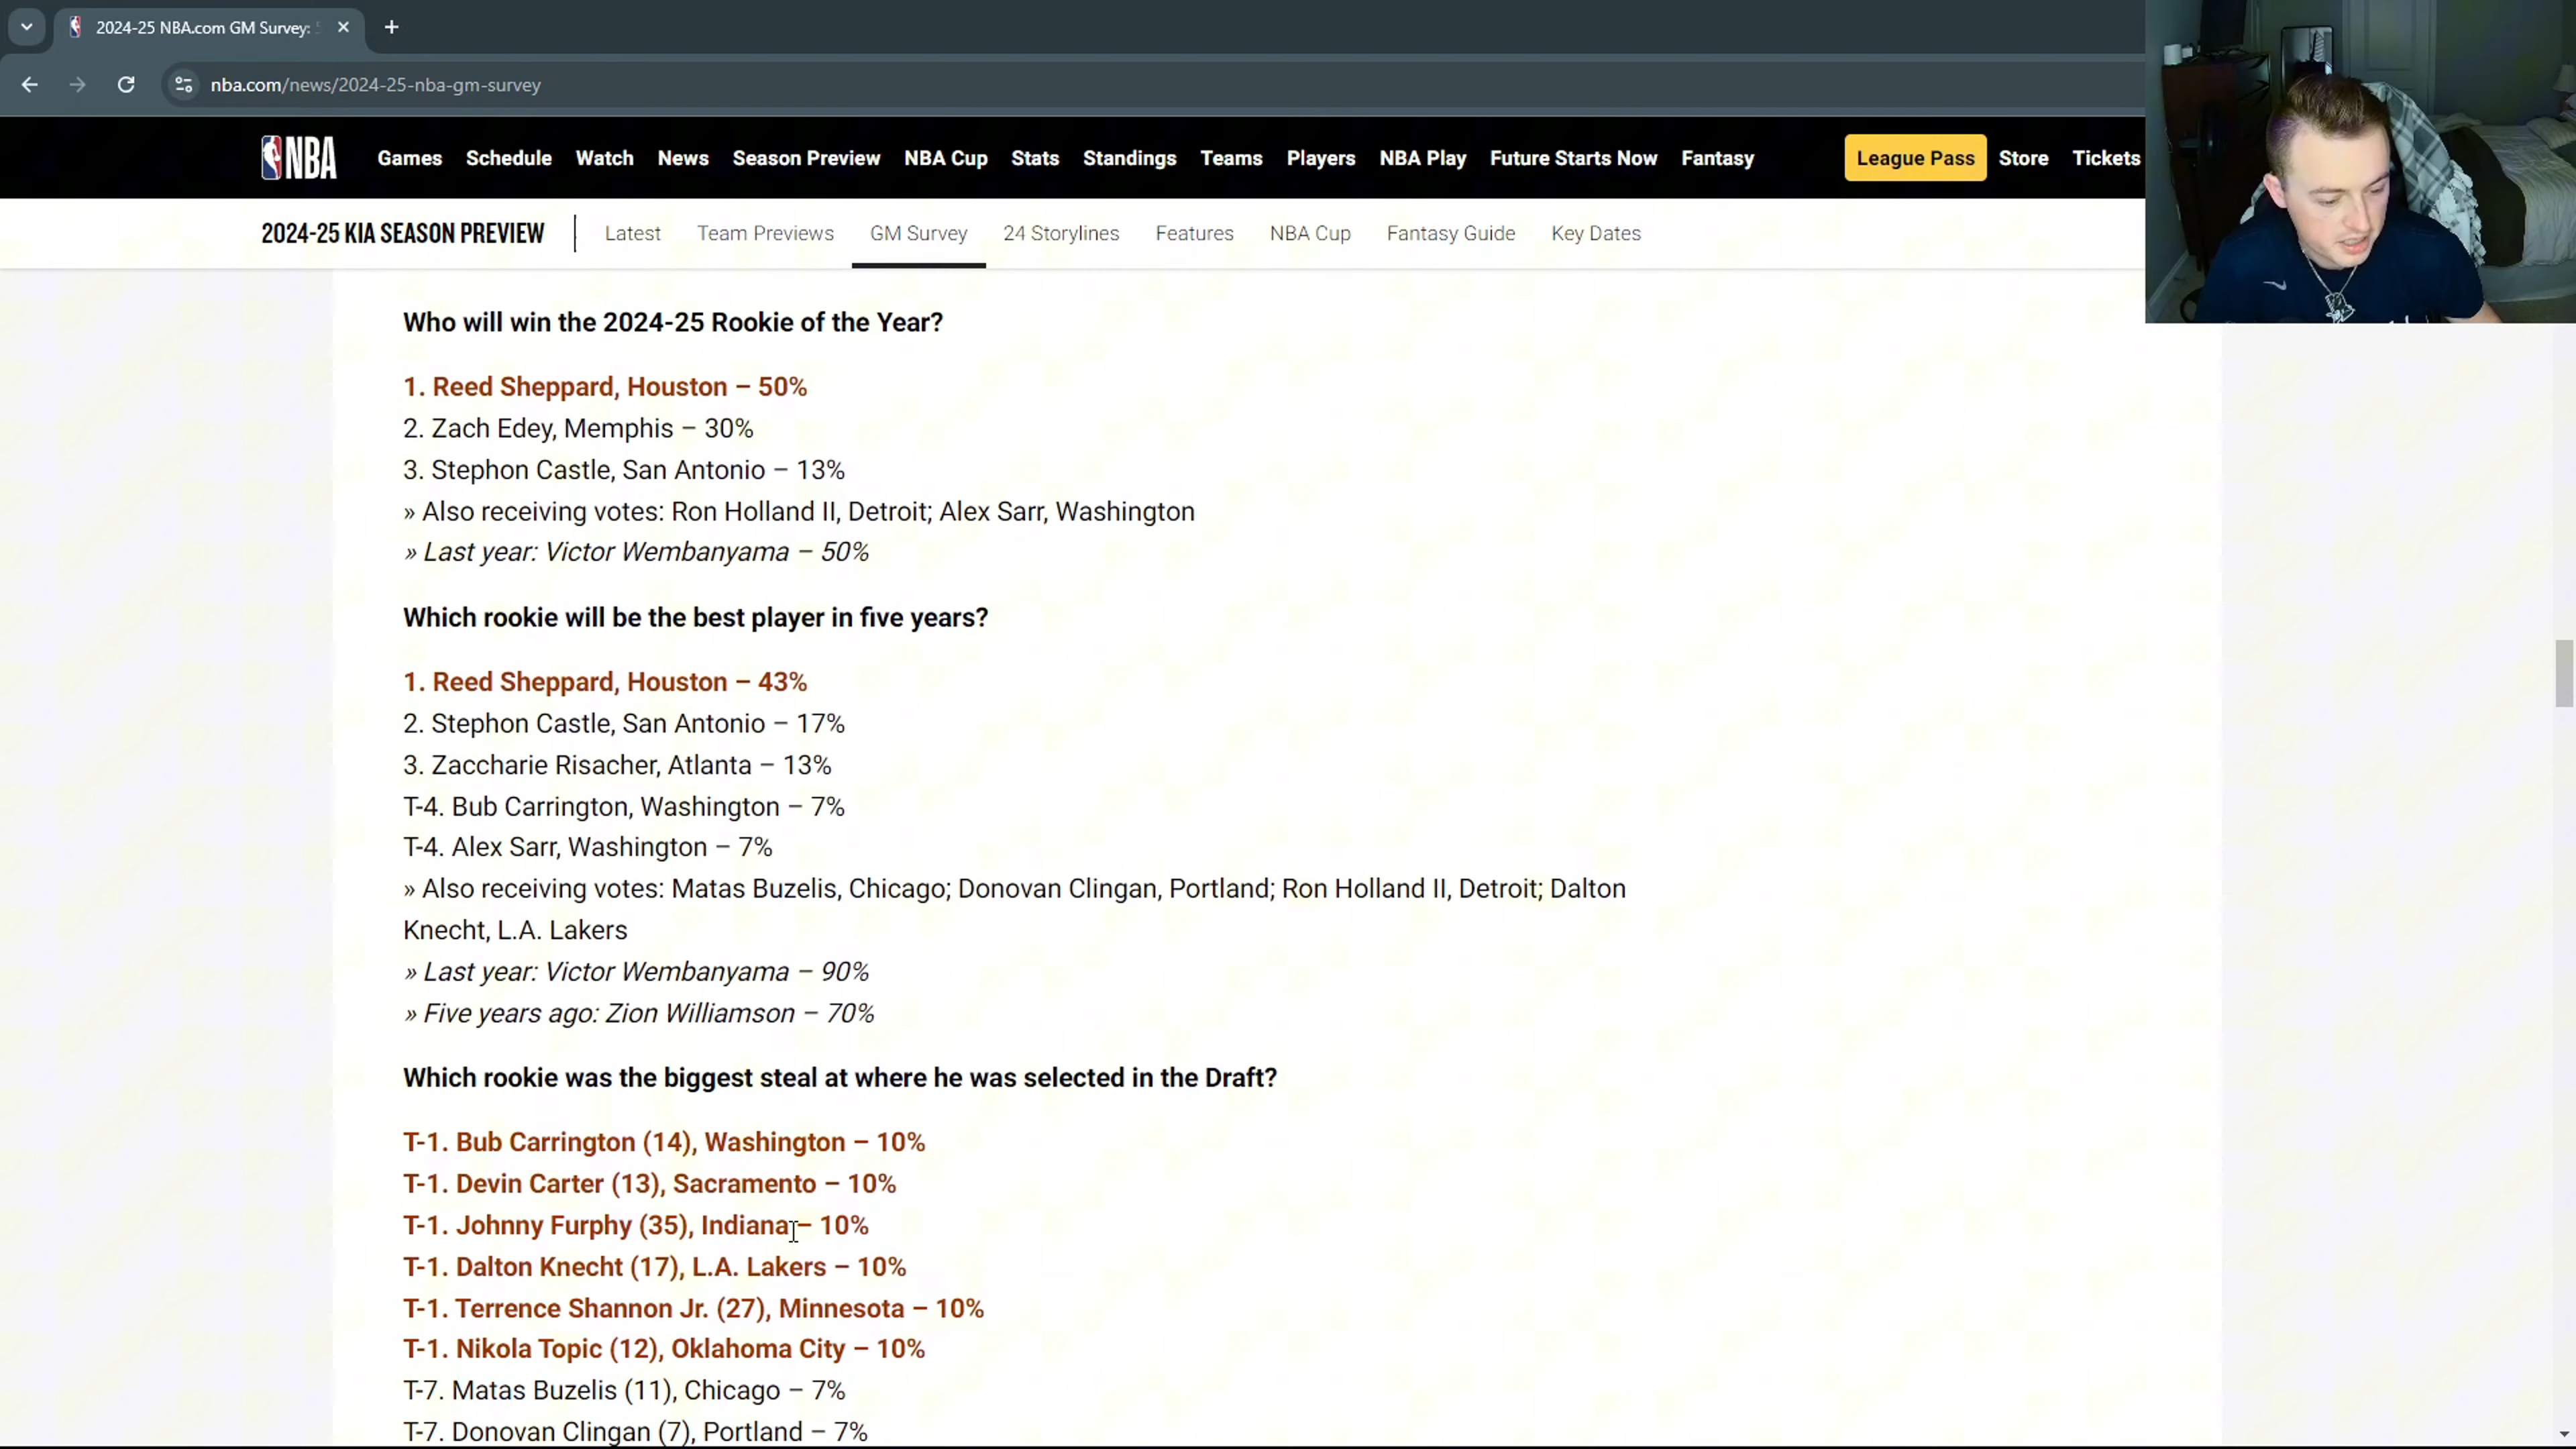 2024-25 NBA.com GM Survey:
nba.com/news/2024-25-nba-gm-survey
NBA Games Schedule Watch News Season Preview NBA Cup Stats Standings Teams Players NBA Play Future Starts Now Fantasy League Pass Store Tickets
2024-25 KIA SEASON PREVIEW Latest Team Previews GM Survey 24 Storylines Features NBA Cup Fantasy Guide Key Dates
Who will win the 2024-25 Rookie of the Year?
1. Reed Sheppard, Houston – 50%
2. Zach Edey, Memphis – 30%
3. Stephon Castle, San Antonio – 13%
» Also receiving votes: Ron Holland II, Detroit; Alex Sarr, Washington
» Last year: Victor Wembanyama – 50%
Which rookie will be the best player in five years?
1. Reed Sheppard, Houston – 43%
2. Stephon Castle, San Antonio – 17%
3. Zaccharie Risacher, Atlanta – 13%
T-4. Bub Carrington, Washington – 7%
T-4. Alex Sarr, Washington – 7%
» Also receiving votes: Matas Buzelis, Chicago; Donovan Clingan, Portland; Ron Holland II, Detroit; Dalton
Knecht, L.A. Lakers
» Last year: Victor Wembanyama – 90%
» Five years ago: Zion Williamson – 70%
Which rookie was the biggest steal at where he was selected in the Draft?
T-1. Bub Carrington (14), Washington – 10%
T-1. Devin Carter (13), Sacramento – 10%
T-1. Johnny Furphy (35), Indiana – 10%
T-1. Dalton Knecht (17), L.A. Lakers – 10%
T-1. Terrence Shannon Jr. (27), Minnesota – 10%
T-1. Nikola Topic (12), Oklahoma City – 10%
T-7. Matas Buzelis (11), Chicago – 7%
T-7. Donovan Clingan (7), Portland – 7%